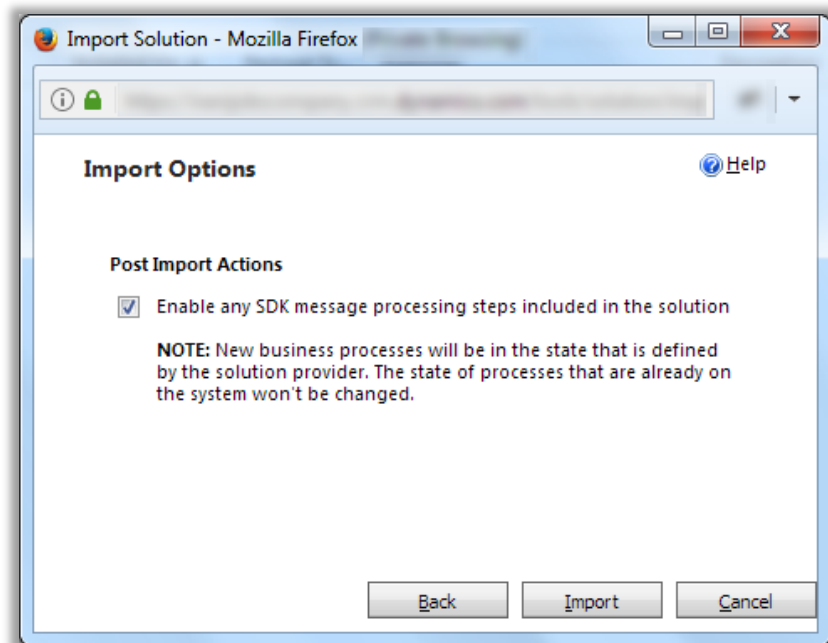 Import Solution - Mozilla Firefox (Private Browsing)
Import Options
Help
Post Import Actions
Enable any SDK message processing steps included in the solution
NOTE: New business processes will be in the state that is defined
by the solution provider. The state of processes that are already on
the system won't be changed.
Back
Import
Cancel